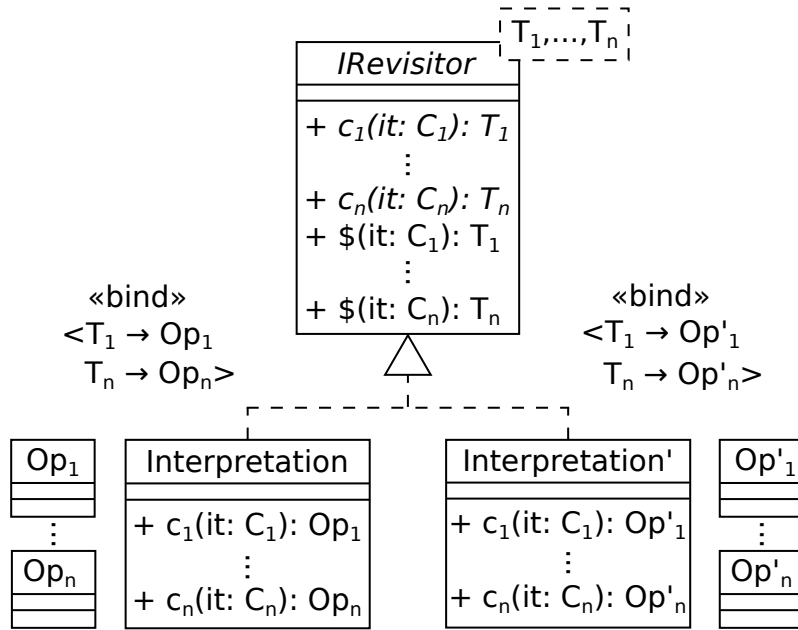 T₁,...,Tₙ
IRevisitor
+ c₁(it: C₁): T₁
⋮
+ cₙ(it: Cₙ): Tₙ
+ $(it: C₁): T₁
⋮
+ $(it: Cₙ): Tₙ
«bind»
<T₁ → Op₁
Tₙ → Opₙ>
«bind»
<T₁ → Op'₁
Tₙ → Op'ₙ>
Op₁
⋮
Opₙ
Interpretation
+ c₁(it: C₁): Op₁
⋮
+ cₙ(it: Cₙ): Opₙ
Interpretation'
+ c₁(it: C₁): Op'₁
⋮
+ cₙ(it: Cₙ): Op'ₙ
Op'₁
⋮
Op'ₙ